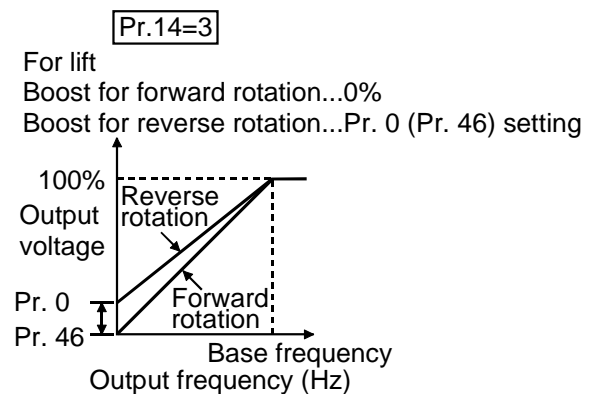 Pr.14=3
For lift
Boost for forward rotation...0%
Boost for reverse rotation...Pr. 0 (Pr. 46) setting
100%
Reverse
rotation
Output
voltage
Pr. 0
Forward
rotation
Pr. 46
Base frequency
Output frequency (Hz)